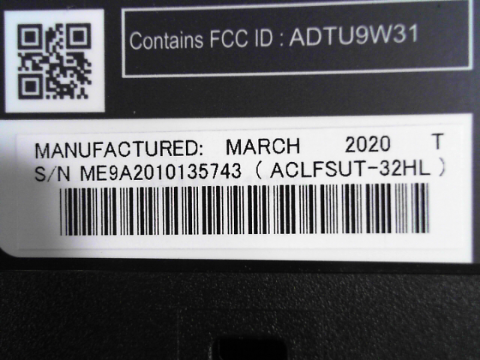 Contains FCC ID : ADTU9W31
MANUFACTURED: MARCH 2020 T
S/N ME9A2010135743 ( ACLFSUT-32HL )